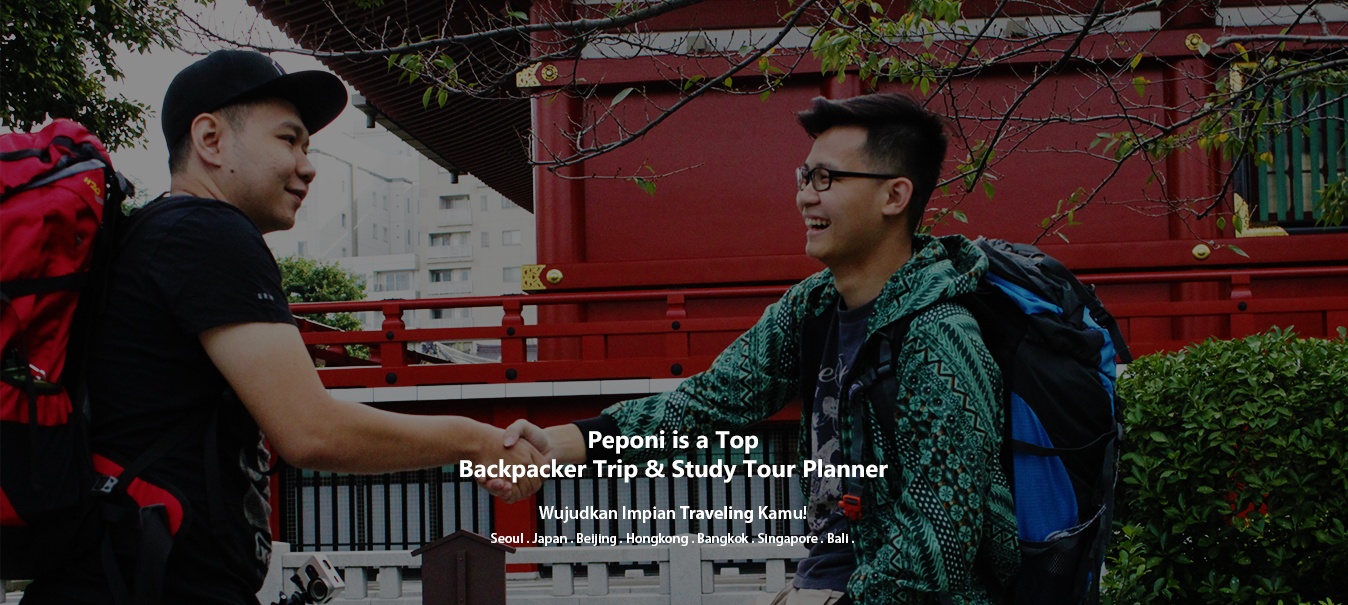 Peponi is a Top
Backpacker Trip & Study Tour Planner
Wujudkan Impian Traveling Kamu!
Seoul . Japan . Beijing . Hongkong . Bangkok . Singapore . Bali .